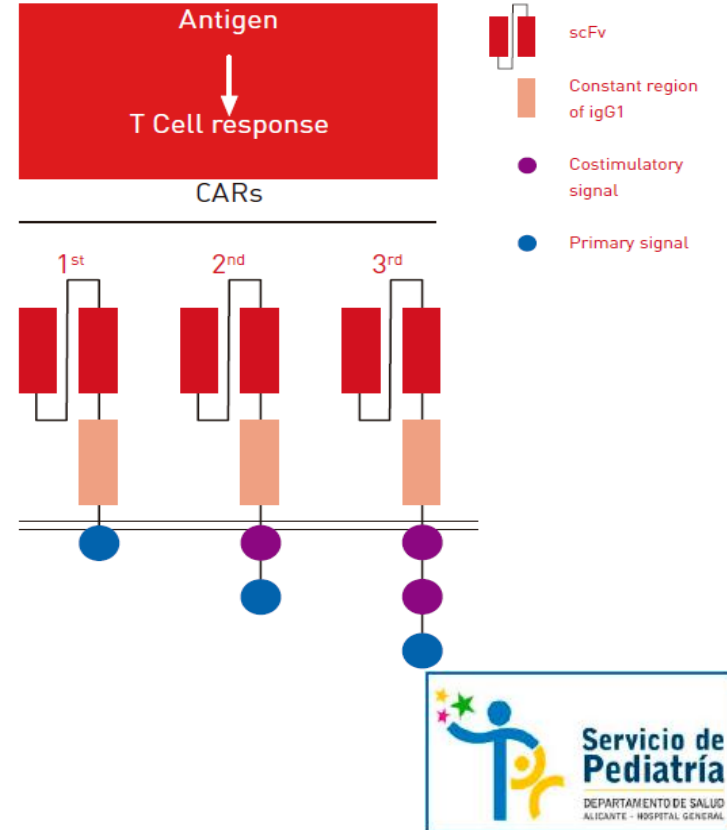 Antigen
T Cell response
CARs
1st
2nd
3rd
scFv
Constant region
of igG1
Costimulatory
signal
Primary signal
Servicio de
Pediatría
DEPARTAMENTO DE SALUD
ALICANTE - HOSPITAL GENERAL